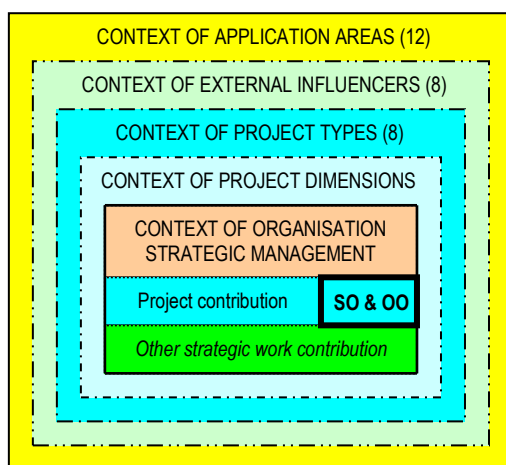 CONTEXT OF APPLICATION AREAS (12)
CONTEXT OF EXTERNAL INFLUENCERS (8)
CONTEXT OF PROJECT TYPES (8)
CONTEXT OF PROJECT DIMENSIONS
CONTEXT OF ORGANISATION
STRATEGIC MANAGEMENT
Project contribution SO & OO
Other strategic work contribution